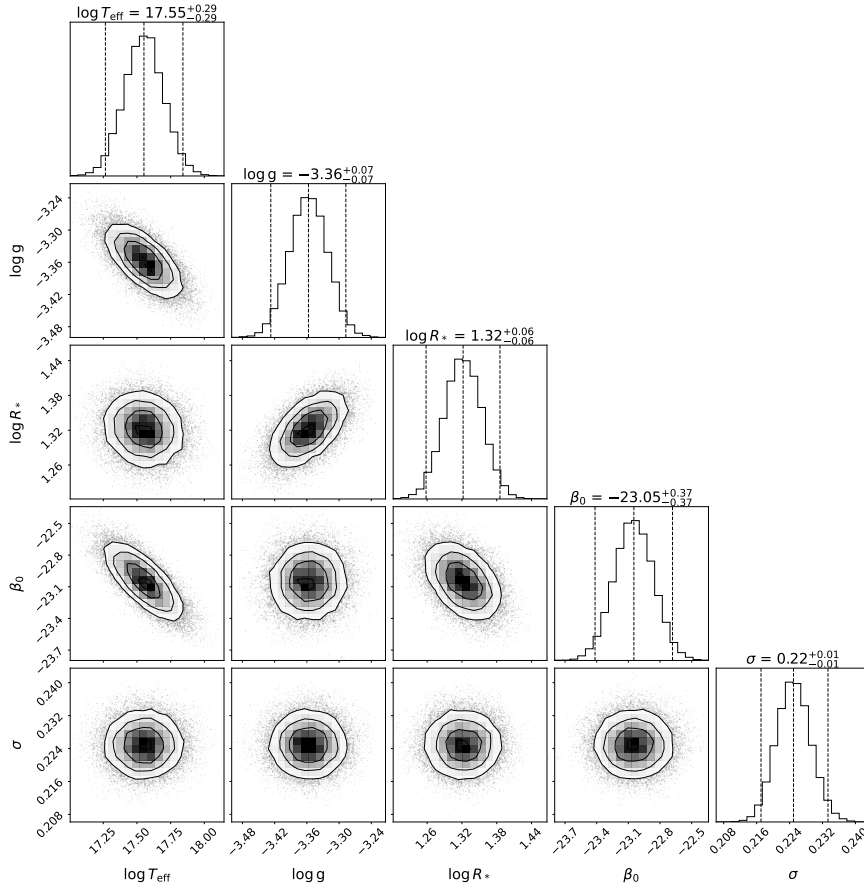 log T_eff = 17.55 +0.29 −0.29
log g = −3.36 +0.07 −0.07
−3.24
−3.30
−3.36
−3.42
−3.48
log g
log R* = 1.32 +0.06 −0.06
1.44
1.38
1.32
1.26
log R*
β0 = −23.05 +0.37 −0.37
−22.5
−22.8
−23.1
−23.4
−23.7
β0
σ = 0.22 +0.01 −0.01
0.240
0.232
0.224
0.216
0.208
σ
17.25 17.50 17.75 18.00
−3.48 −3.42 −3.36 −3.30 −3.24
1.26 1.32 1.38 1.44
−23.7 −23.4 −23.1 −22.8 −22.5
0.208 0.216 0.224 0.232 0.240
log T_eff log g log R* β0 σ